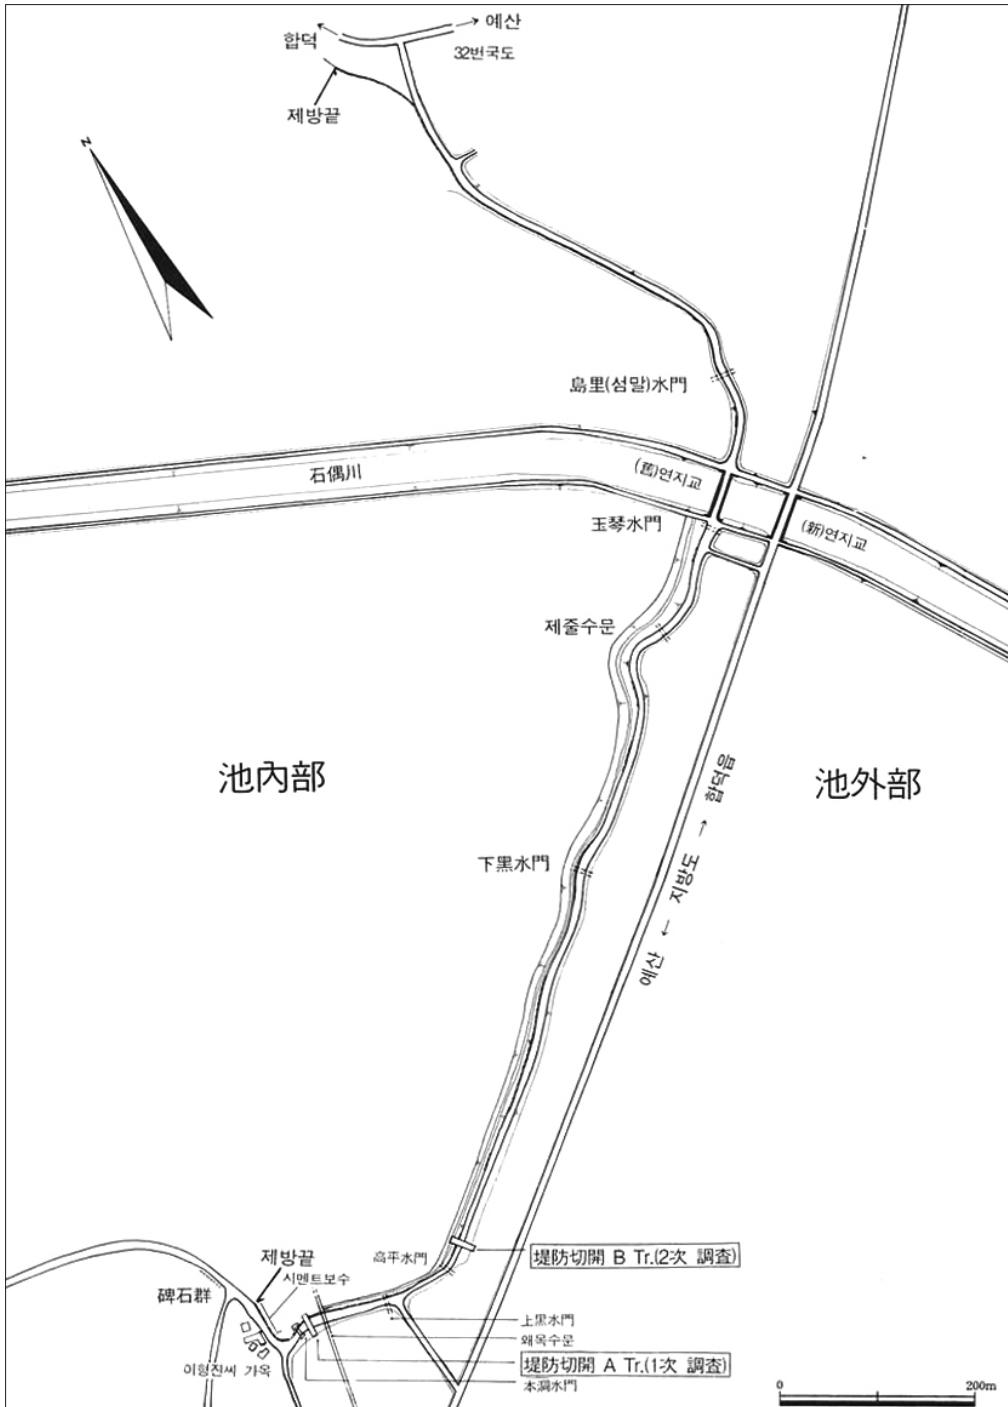 예산
합덕
32번국도
제방끝
N
島里(섬말)水門
石偶川
(舊)연지교
玉琴水門
(新)연지교
제줄수문
池內部
池外部
합덕읍
지방도
예산
下黑水門
高平水門
堤防切開 B Tr.(2次 調査)
제방끝
시멘트보수
碑石群
上黑水門
왜목수문
이형진씨 가옥
堤防切開 A Tr.(1次 調査)
本洞水門
0 200m